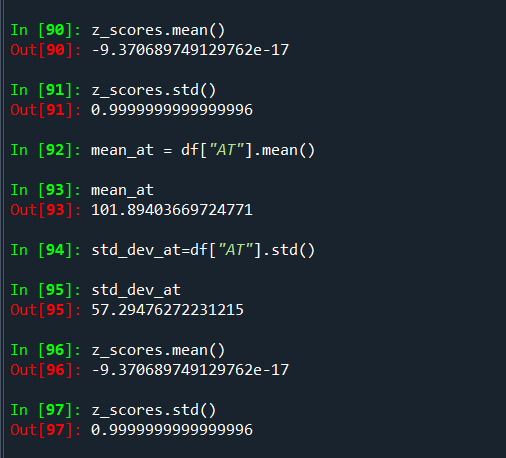 In [90]: z_scores.mean()
Out[90]: -9.370689749129762e-17
In [91]: z_scores.std()
Out[91]: 0.9999999999999996
In [92]: mean_at = df["AT"].mean()
In [93]: mean_at
Out[93]: 101.89403669724771
In [94]: std_dev_at=df["AT"].std()
In [95]: std_dev_at
Out[95]: 57.29476272231215
In [96]: z_scores.mean()
Out[96]: -9.370689749129762e-17
In [97]: z_scores.std()
Out[97]: 0.9999999999999996